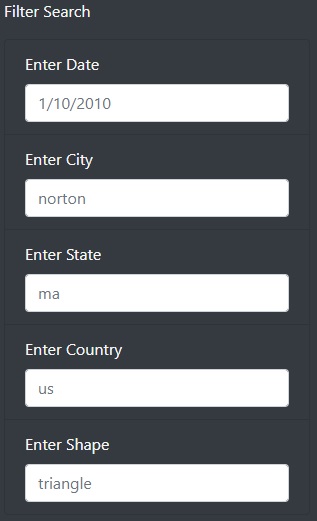 Filter Search
Enter Date
1/10/2010
Enter City
norton
Enter State
ma
Enter Country
us
Enter Shape
triangle